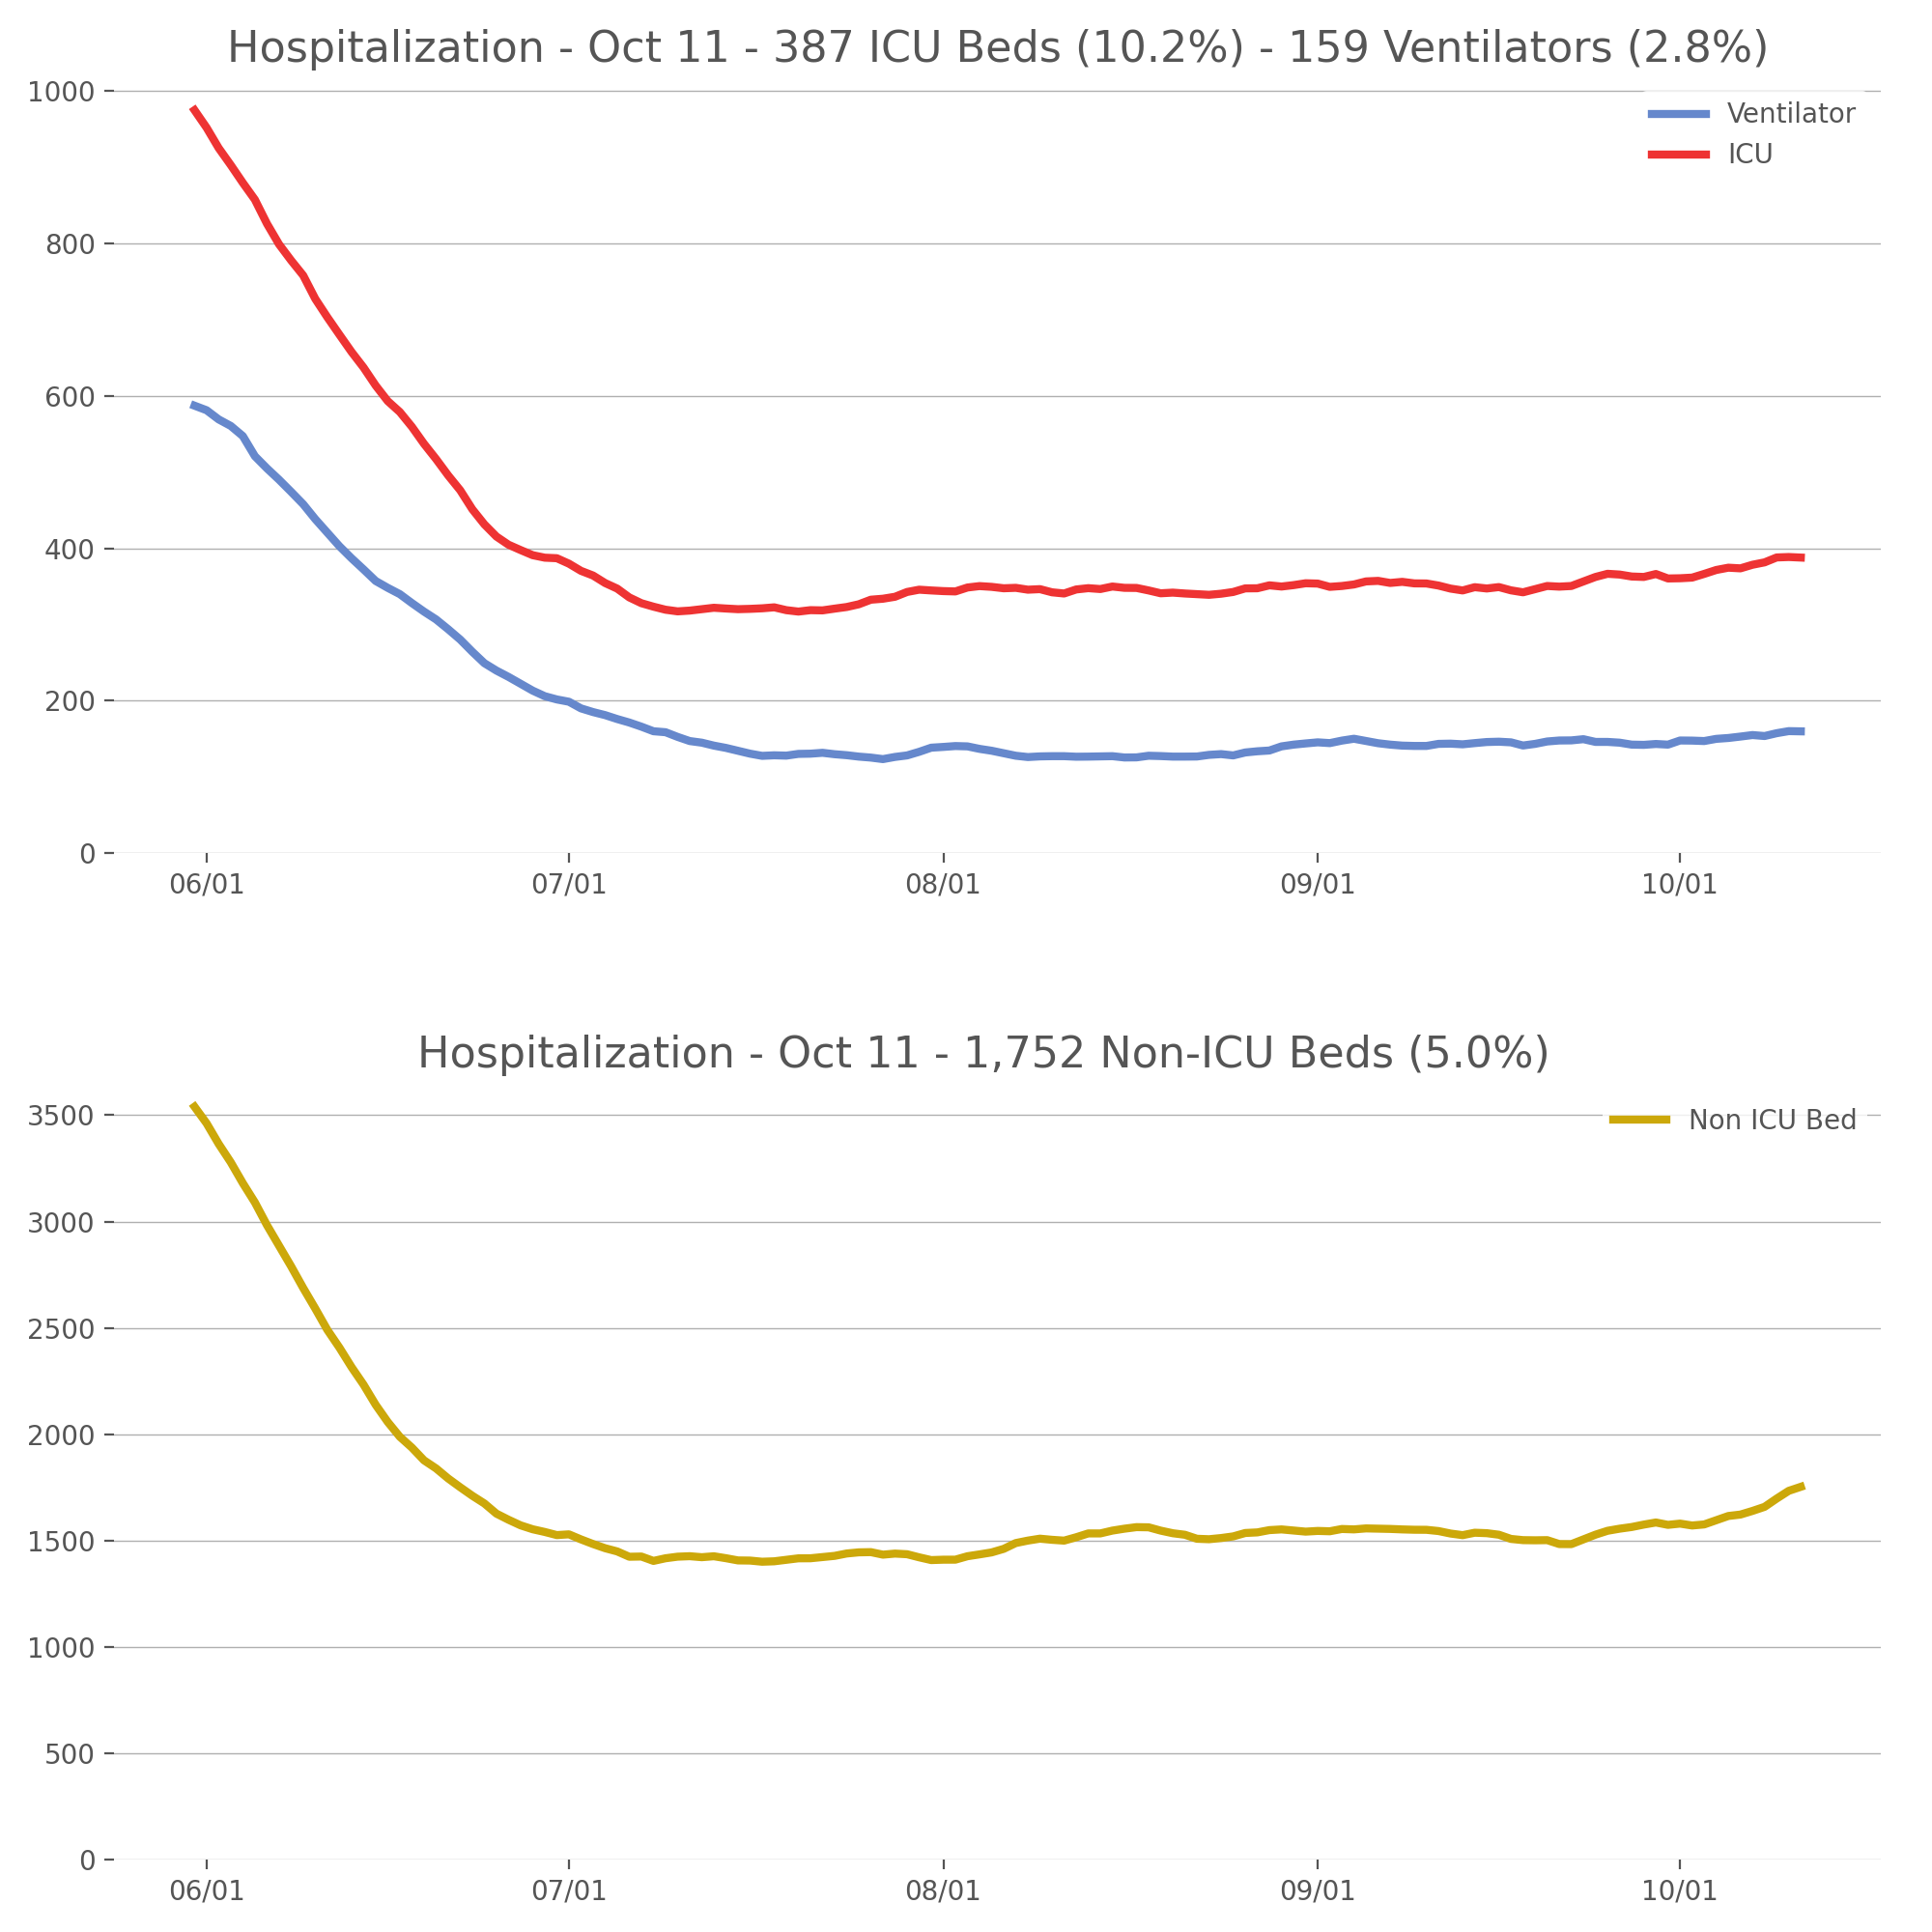 Hospitalization - Oct 11 - 387 ICU Beds (10.2%) - 159 Ventilators (2.8%)
1000
800
600
400
200
0
Ventilator
ICU
06/01 07/01 08/01 09/01 10/01
Hospitalization - Oct 11 - 1,752 Non-ICU Beds (5.0%)
3500
3000
2500
2000
1500
1000
500
0
Non ICU Bed
06/01 07/01 08/01 09/01 10/01